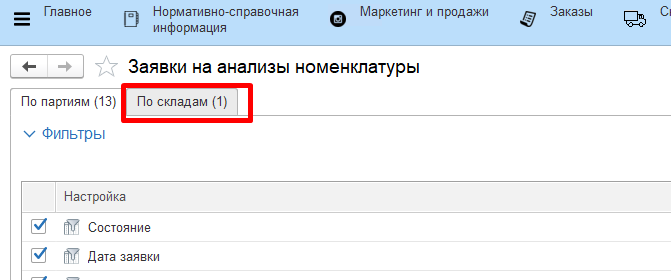 Главное
Нормативно-справочная
информация
Маркетинг и продажи
Заказы
Заявки на анализы номенклатуры
По партиям (13)
По складам (1)
Фильтры
Настройка
Состояние
Дата заявки